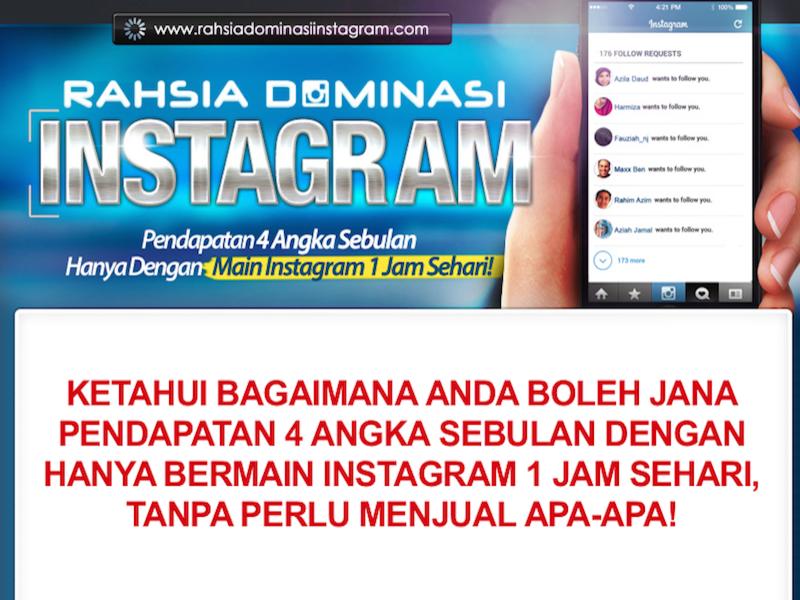 www.rahsiadominasiinstagram.com
RAHSIA DOMINASI
INSTAGRAM
Pendapatan 4 Angka Sebulan
Hanya Dengan Main Instagram 1 Jam Sehari!
4:21 PM 100%
Instagram
176 FOLLOW REQUESTS
Azila Daud wants to follow you.
Harmiza wants to follow you.
Fauziah_nj wants to follow you.
Maxx Ben wants to follow you.
Rahim Azim wants to follow you.
Aziah Jamal wants to follow you.
173 more
KETAHUI BAGAIMANA ANDA BOLEH JANA
PENDAPATAN 4 ANGKA SEBULAN DENGAN
HANYA BERMAIN INSTAGRAM 1 JAM SEHARI,
TANPA PERLU MENJUAL APA-APA!